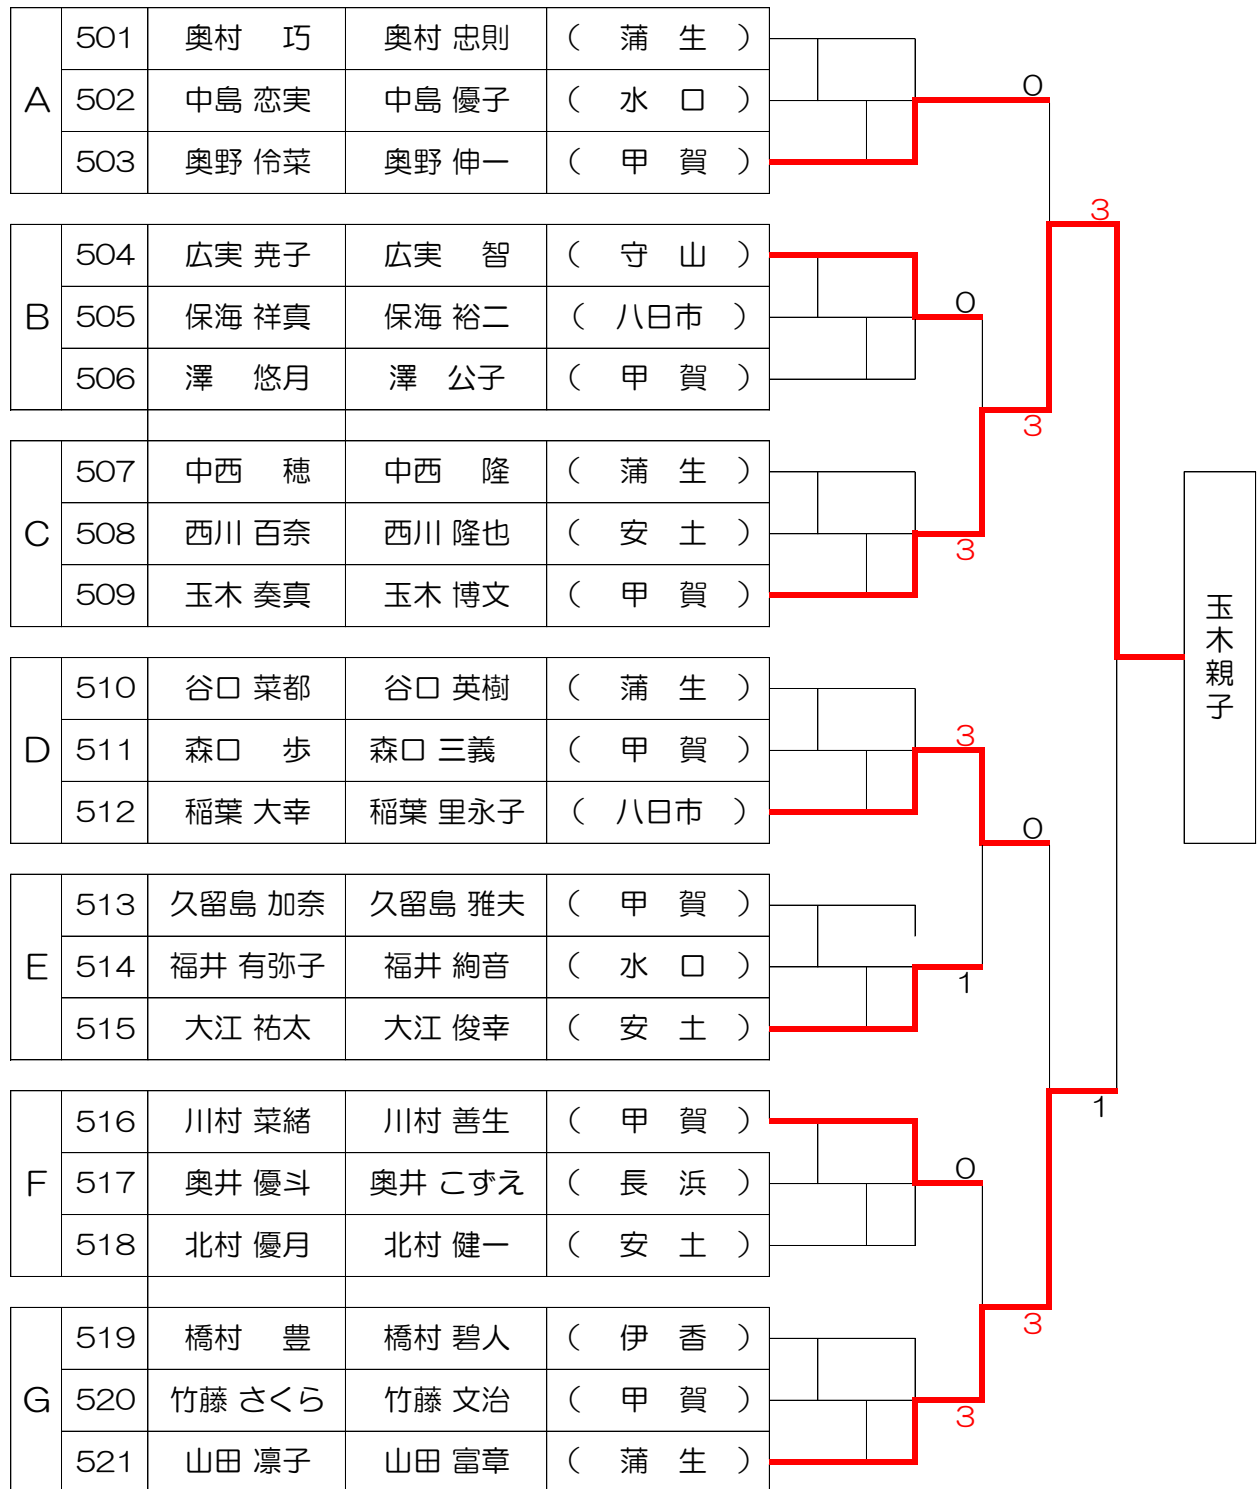 501 奥村 巧 奥村 忠則 ( 蒲 生 )
0
A 502 中島 恋実 中島 優子 ( 水 口 )
503 奥野 伶菜 奥野 伸一 ( 甲 賀 )
3
504 広実 尭子 広実 智 ( 守 山 )
0
B 505 保海 祥真 保海 裕二 ( 八日市 )
506 澤 悠月 澤 公子 ( 甲 賀 )
3
507 中西 穂 中西 隆 ( 蒲 生 )
C 508 西川 百奈 西川 隆也 ( 安 土 )
3
509 玉木 奏真 玉木 博文 ( 甲 賀 )
玉木親子
510 谷口 菜都 谷口 英樹 ( 蒲 生 )
3
D 511 森口 歩 森口 三義 ( 甲 賀 )
512 稲葉 大幸 稲葉 里永子 ( 八日市 )
0
513 久留島 加奈 久留島 雅夫 ( 甲 賀 )
E 514 福井 有弥子 福井 絢音 ( 水 口 )
1
515 大江 祐太 大江 俊幸 ( 安 土 )
516 川村 菜緒 川村 善生 ( 甲 賀 )
1
0
F 517 奥井 優斗 奥井 こずえ ( 長 浜 )
518 北村 優月 北村 健一 ( 安 土 )
3
519 橋村 豊 橋村 碧人 ( 伊 香 )
G 520 竹藤 さくら 竹藤 文治 ( 甲 賀 )
3
521 山田 凛子 山田 富章 ( 蒲 生 )